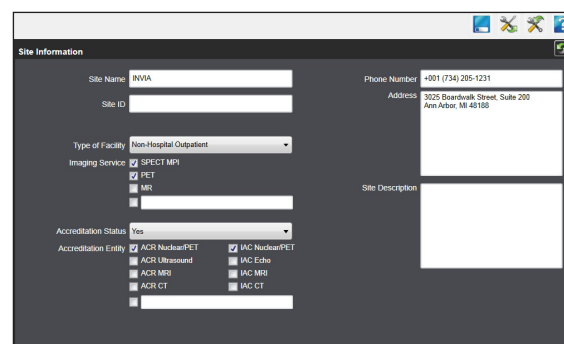 Site Information
Site Name INVIA
Site ID
Type of Facility Non-Hospital Outpatient
Imaging Service SPECT MPI
PET
MR
Accreditation Status Yes
Accreditation Entity ACR Nuclear/PET IAC Nuclear/PET
ACR Ultrasound IAC Echo
ACR MRI IAC MRI
ACR CT IAC CT
Phone Number +001 (734) 205-1231
Address 3025 Boardwalk Street, Suite 200
Ann Arbor, MI 48188
Site Description